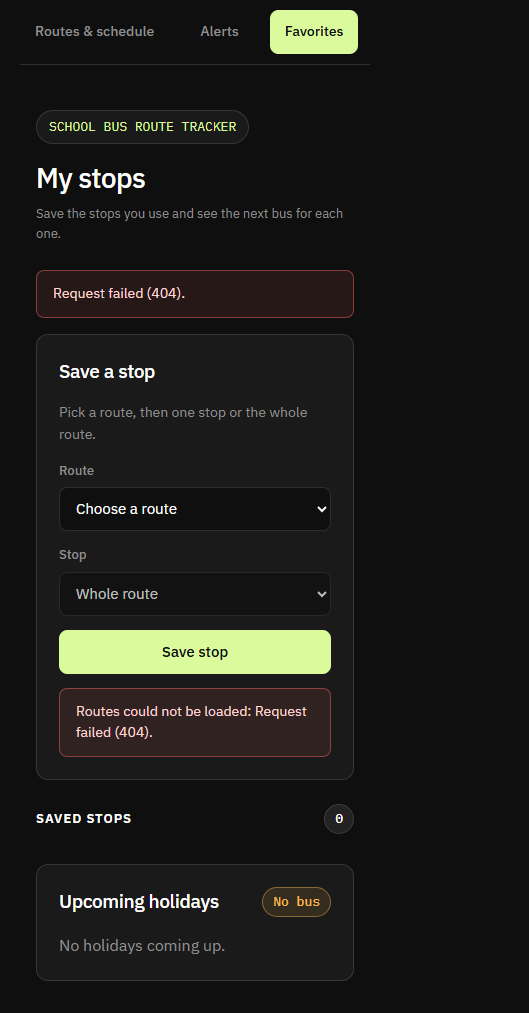 Routes & schedule
Alerts
Favorites
SCHOOL BUS ROUTE TRACKER
My stops
Save the stops you use and see the next bus for each
one.
Request failed (404).
Save a stop
Pick a route, then one stop or the whole
route.
Route
Choose a route
Stop
Whole route
Save stop
Routes could not be loaded: Request
failed (404).
SAVED STOPS
0
Upcoming holidays
No bus
No holidays coming up.